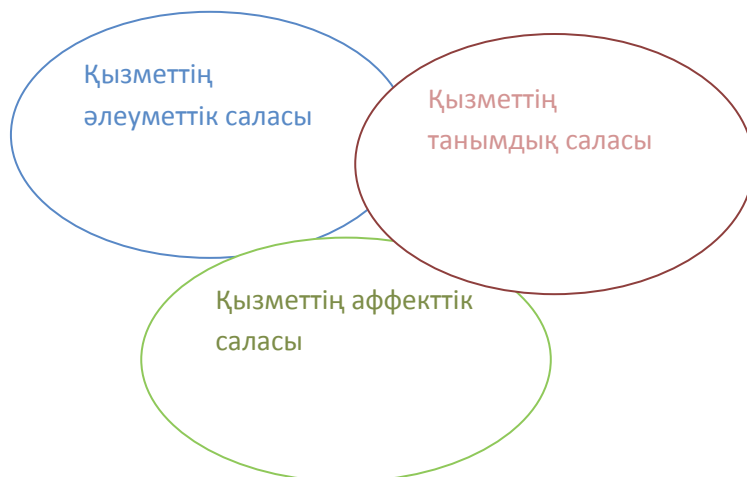 Қызметтің
әлеуметтік саласы
Қызметтің
танымдық саласы
Қызметтің аффекттік
саласы